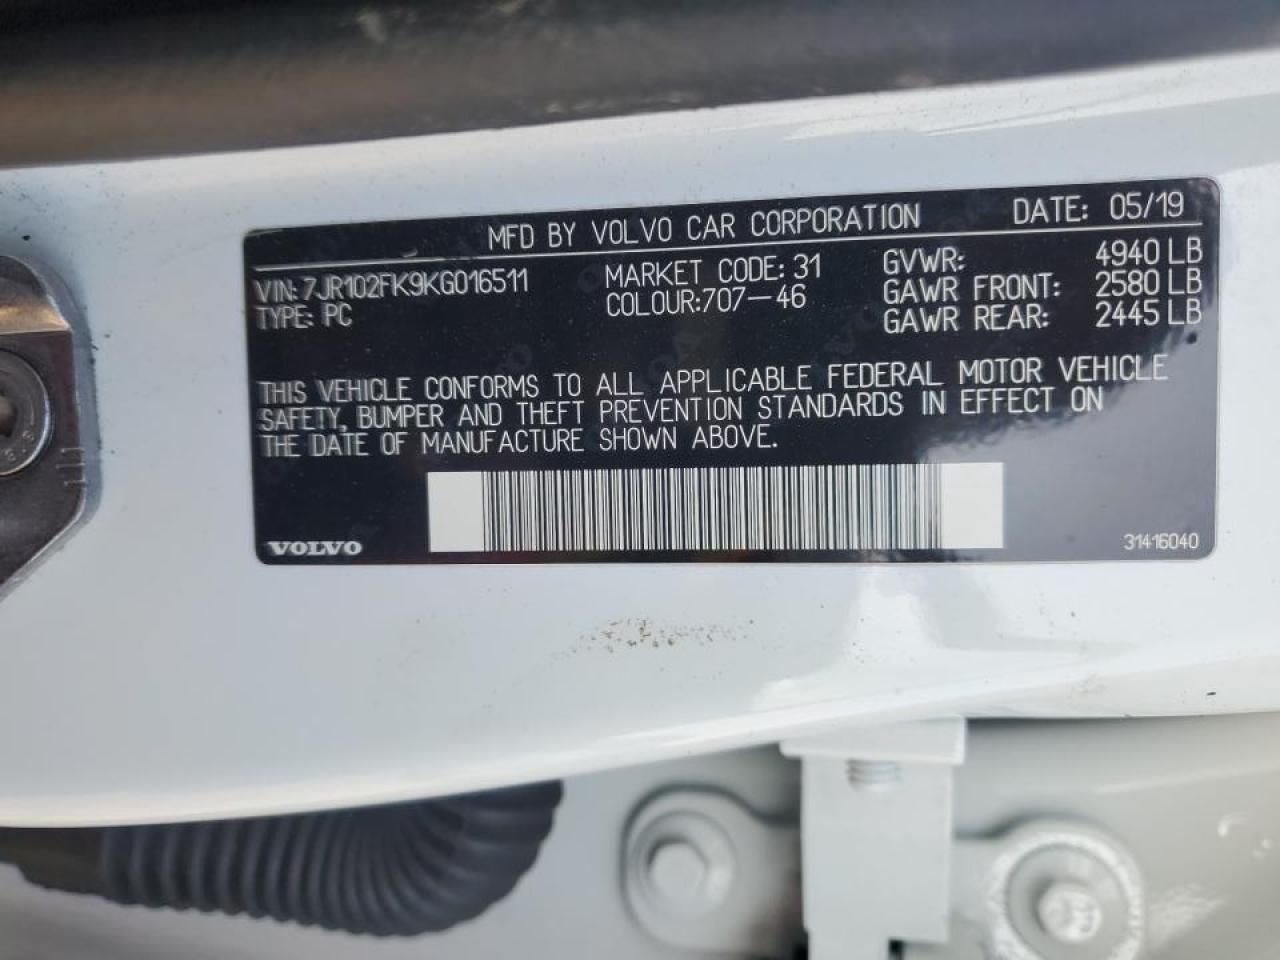 MFD BY VOLVO CAR CORPORATION DATE: 05/19
VIN: 7JR102FK9KG016511 MARKET CODE: 31 GVWR: 4940 LB
TYPE: PC COLOUR:707-46 GAWR FRONT: 2580 LB
GAWR REAR: 2445 LB
THIS VEHICLE CONFORMS TO ALL APPLICABLE FEDERAL MOTOR VEHICLE
SAFETY, BUMPER AND THEFT PREVENTION STANDARDS IN EFFECT ON
THE DATE OF MANUFACTURE SHOWN ABOVE.
VOLVO 31416040